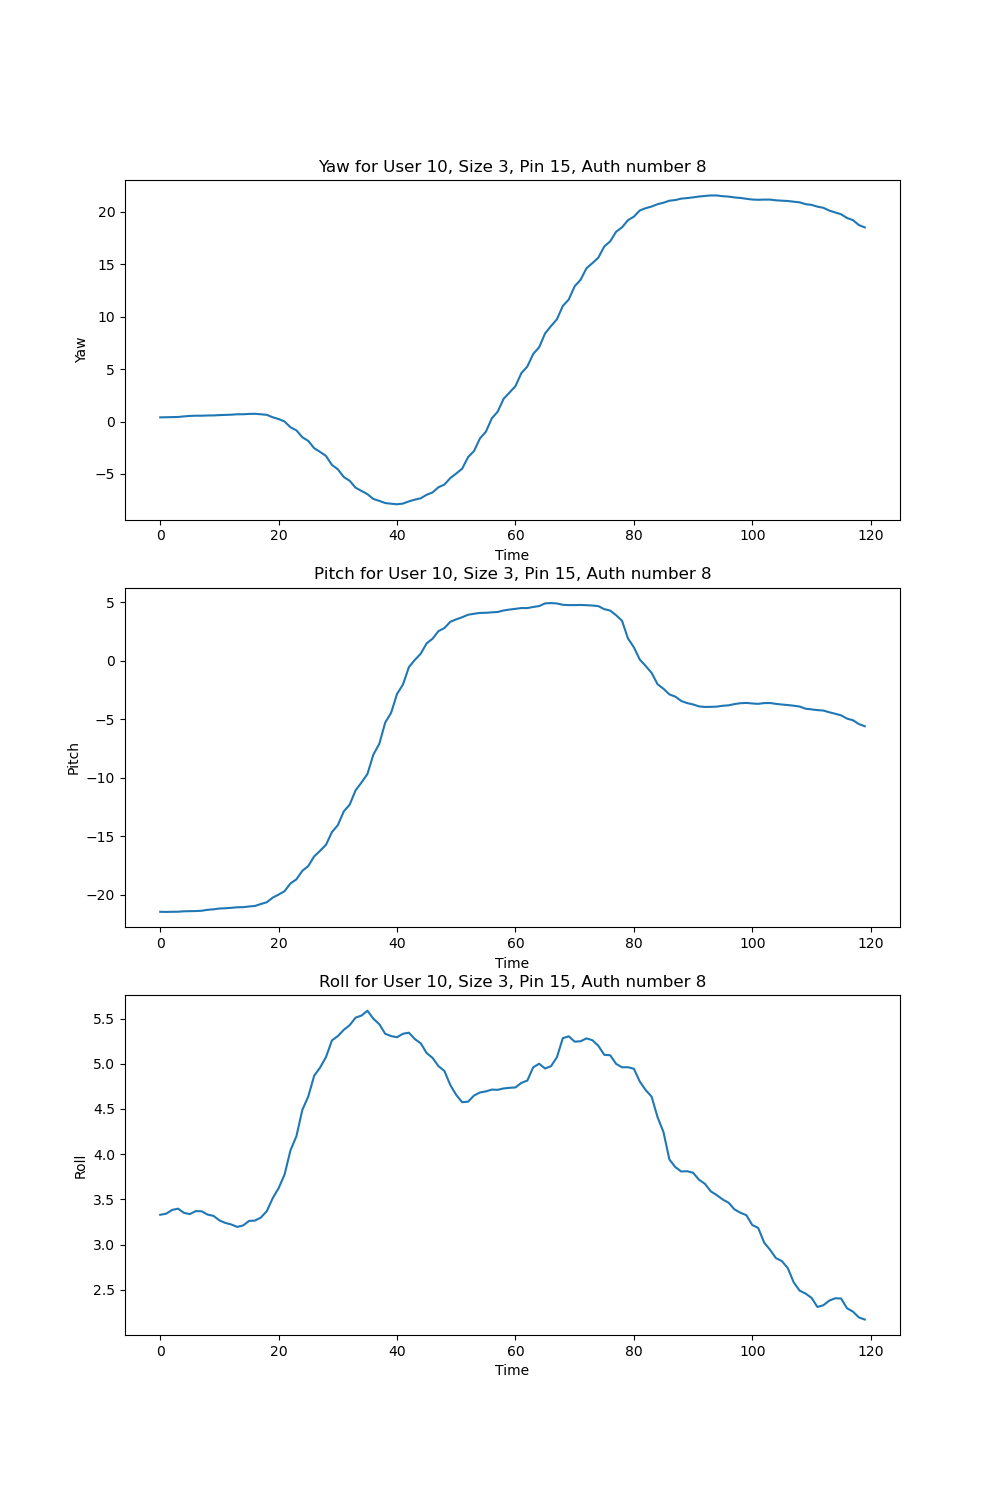 Yaw for User 10, Size 3, Pin 15, Auth number 8
20
15
10
5
0
−5
Yaw
0 20 40 60 80 100 120
Time
Pitch for User 10, Size 3, Pin 15, Auth number 8
5
0
−5
−10
−15
−20
Pitch
0 20 40 60 80 100 120
Time
Roll for User 10, Size 3, Pin 15, Auth number 8
5.5
5.0
4.5
4.0
3.5
3.0
2.5
Roll
0 20 40 60 80 100 120
Time